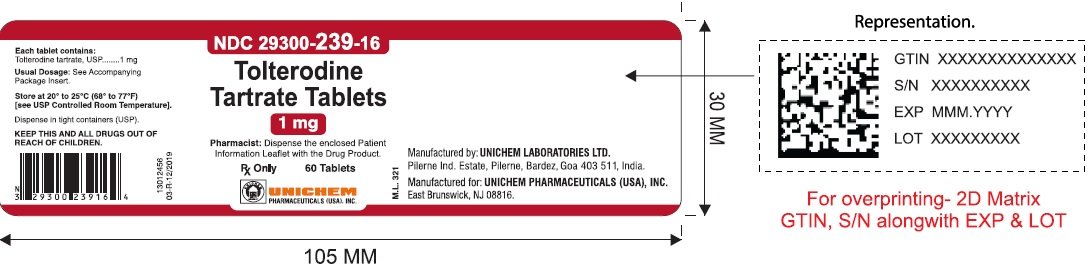 Each tablet contains:
Tolterodine tartrate, USP........1 mg
Usual Dosage: See Accompanying
Package Insert.
Store at 20° to 25°C (68° to 77°F)
[see USP Controlled Room Temperature].
Dispense in tight containers (USP).
KEEP THIS AND ALL DRUGS OUT OF
REACH OF CHILDREN.
N
3 29300 23916 4
13012456
03-R-12/2019
NDC 29300-239-16
Tolterodine
Tartrate Tablets
1 mg
Pharmacist: Dispense the enclosed Patient
Information Leaflet with the Drug Product.
Rx Only 60 Tablets
UNICHEM
PHARMACEUTICALS (USA), INC.
M.L. 321
Manufactured by: UNICHEM LABORATORIES LTD.
Pilerne Ind. Estate, Pilerne, Bardez, Goa 403 511, India.
Manufactured for: UNICHEM PHARMACEUTICALS (USA), INC.
East Brunswick, NJ 08816.
30 MM
105 MM
Representation.
GTIN XXXXXXXXXXXXXX
S/N XXXXXXXXXX
EXP MMM.YYYY
LOT XXXXXXXXX
For overprinting- 2D Matrix
GTIN, S/N alongwith EXP & LOT